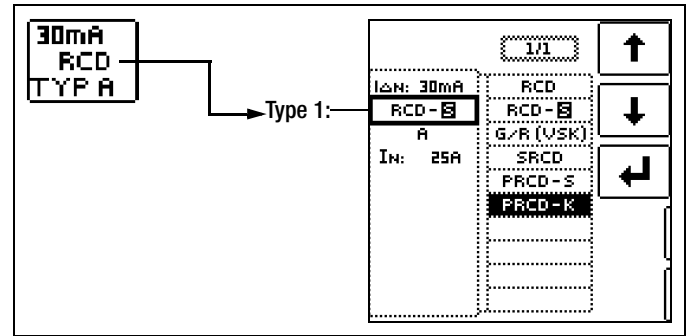 30mA
RCD
TYP A
Type 1:
1/1
IΔN: 30mA
RCD-S
A
IN: 25A
RCD
RCD-S
G/R (VSK)
SRCD
PRCD-S
PRCD-K